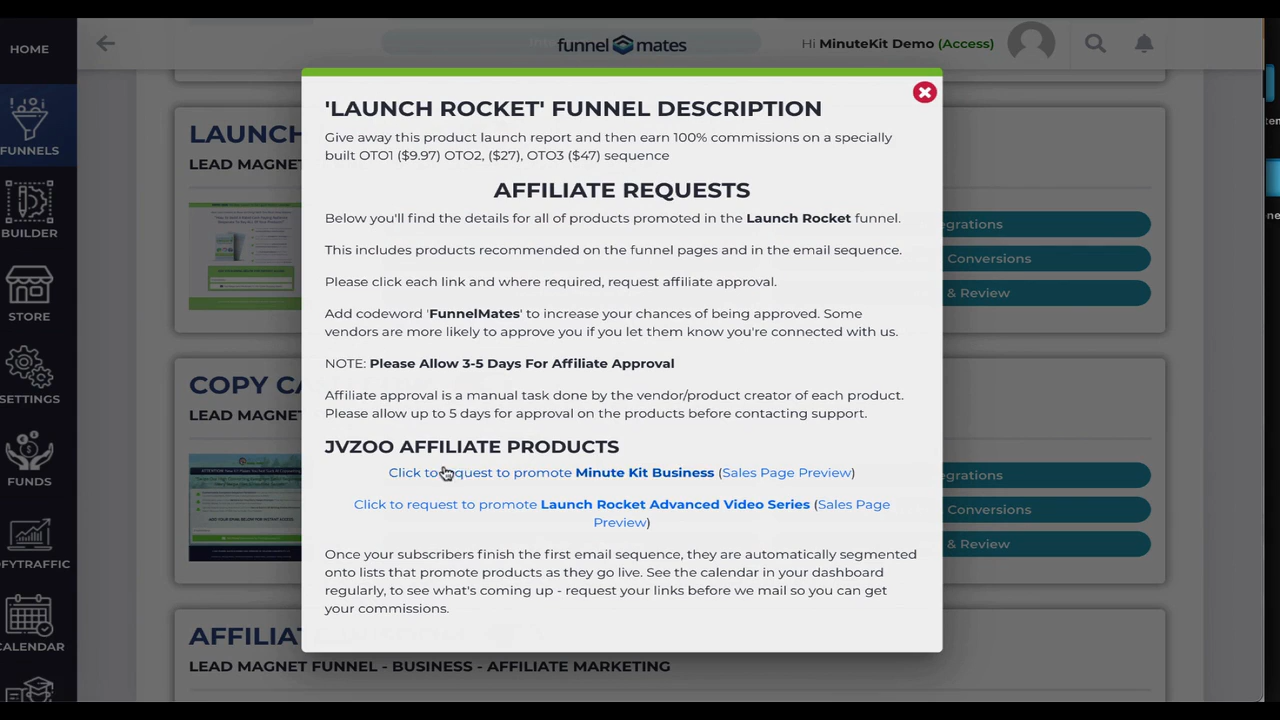 HOME
FUNNELS
BUILDER
STORE
SETTINGS
FUNDS
FYTRAFFIC
CALENDAR
funnel mates
Hi MinuteKit Demo (Access)
LAUNCH
LEAD MAGNET
egrations
Conversions
& Review
COPY CA
LEAD MAGNET
egrations
Conversions
& Review
AFFILIATE
LEAD MAGNET FUNNEL - BUSINESS - AFFILIATE MARKETING
'LAUNCH ROCKET' FUNNEL DESCRIPTION
Give away this product launch report and then earn 100% commissions on a specially
built OTO1 ($9.97) OTO2, ($27), OTO3 ($47) sequence
AFFILIATE REQUESTS
Below you'll find the details for all of products promoted in the Launch Rocket funnel.
This includes products recommended on the funnel pages and in the email sequence.
Please click each link and where required, request affiliate approval.
Add codeword 'FunnelMates' to increase your chances of being approved. Some
vendors are more likely to approve you if you let them know you're connected with us.
NOTE: Please Allow 3-5 Days For Affiliate Approval
Affiliate approval is a manual task done by the vendor/product creator of each product.
Please allow up to 5 days for approval on the products before contacting support.
JVZOO AFFILIATE PRODUCTS
Click to request to promote Minute Kit Business (Sales Page Preview)
Click to request to promote Launch Rocket Advanced Video Series (Sales Page
Preview)
Once your subscribers finish the first email sequence, they are automatically segmented
onto lists that promote products as they go live. See the calendar in your dashboard
regularly, to see what's coming up - request your links before we mail so you can get
your commissions.